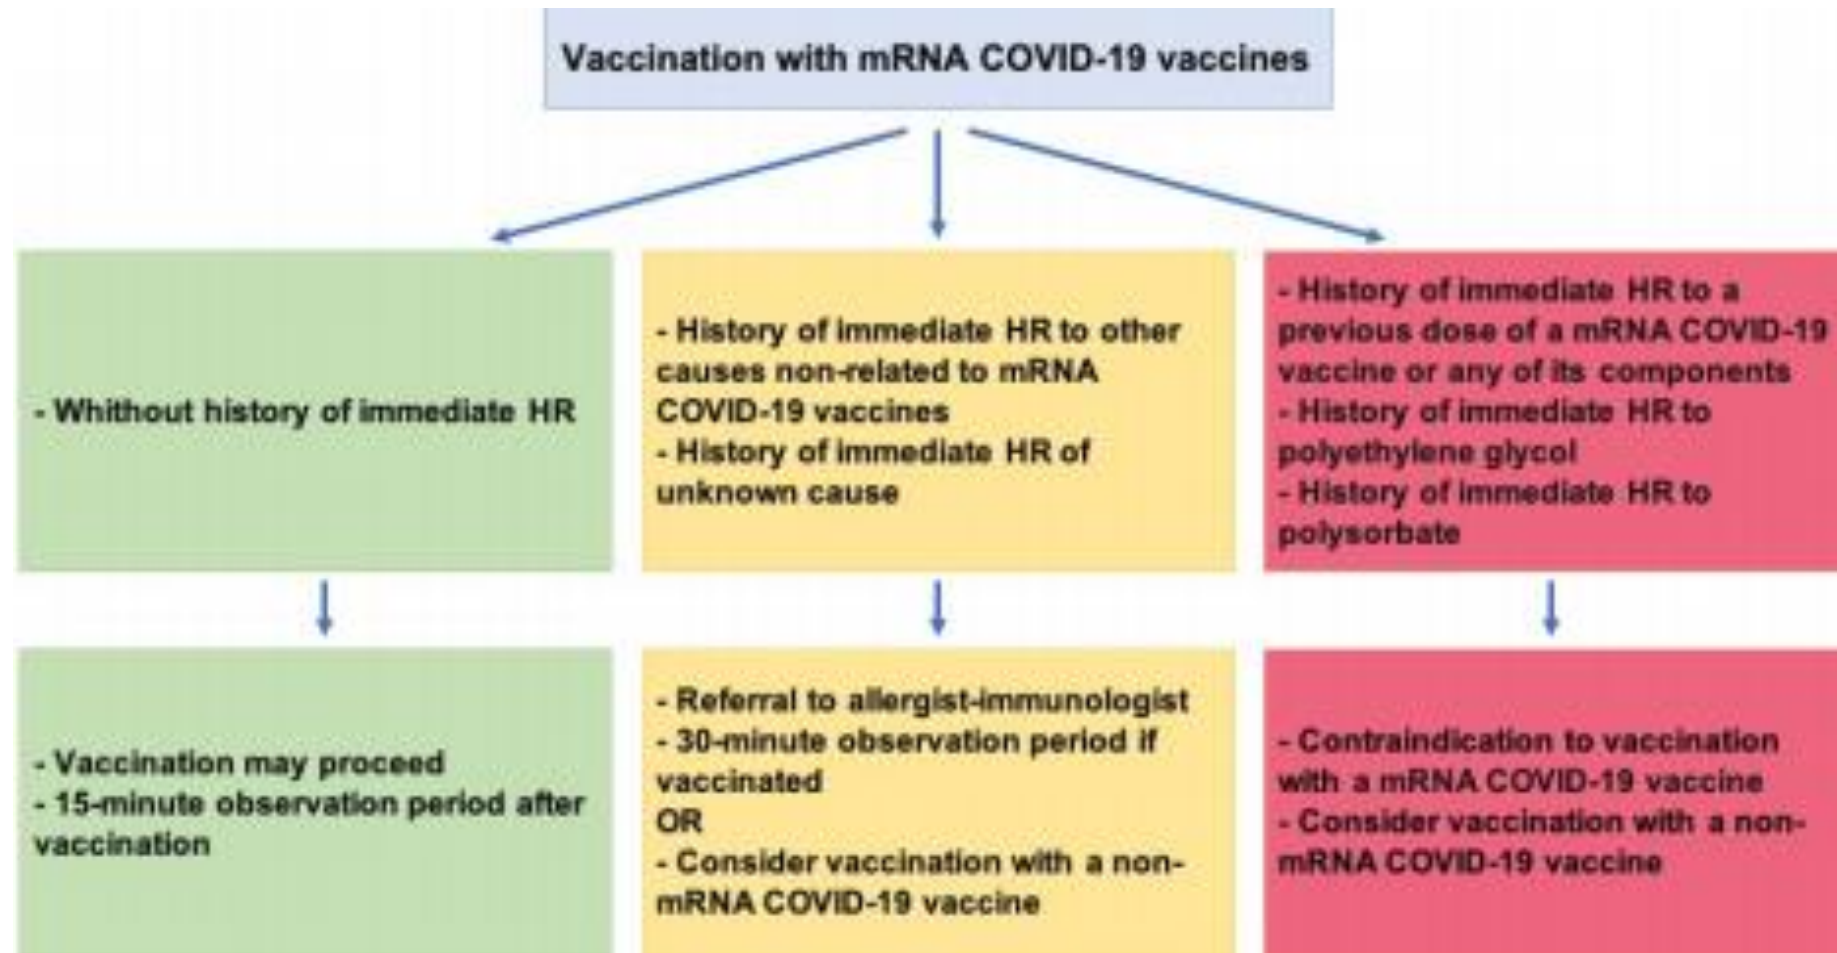 Vaccination with mRNA COVID-19 vaccines
- Whithout history of immediate HR
- History of immediate HR to other
causes non-related to mRNA
COVID-19 vaccines
- History of immediate HR of
unknown cause
- History of immediate HR to a
previous dose of a mRNA COVID-19
vaccine or any of its components
- History of immediate HR to
polyethylene glycol
- History of immediate HR to
polysorbate
- Vaccination may proceed
- 15-minute observation period after
vaccination
- Referral to allergist-immunologist
- 30-minute observation period if
vaccinated
OR
- Consider vaccination with a non-
mRNA COVID-19 vaccine
- Contraindication to vaccination
with a mRNA COVID-19 vaccine
- Consider vaccination with a non-
mRNA COVID-19 vaccine